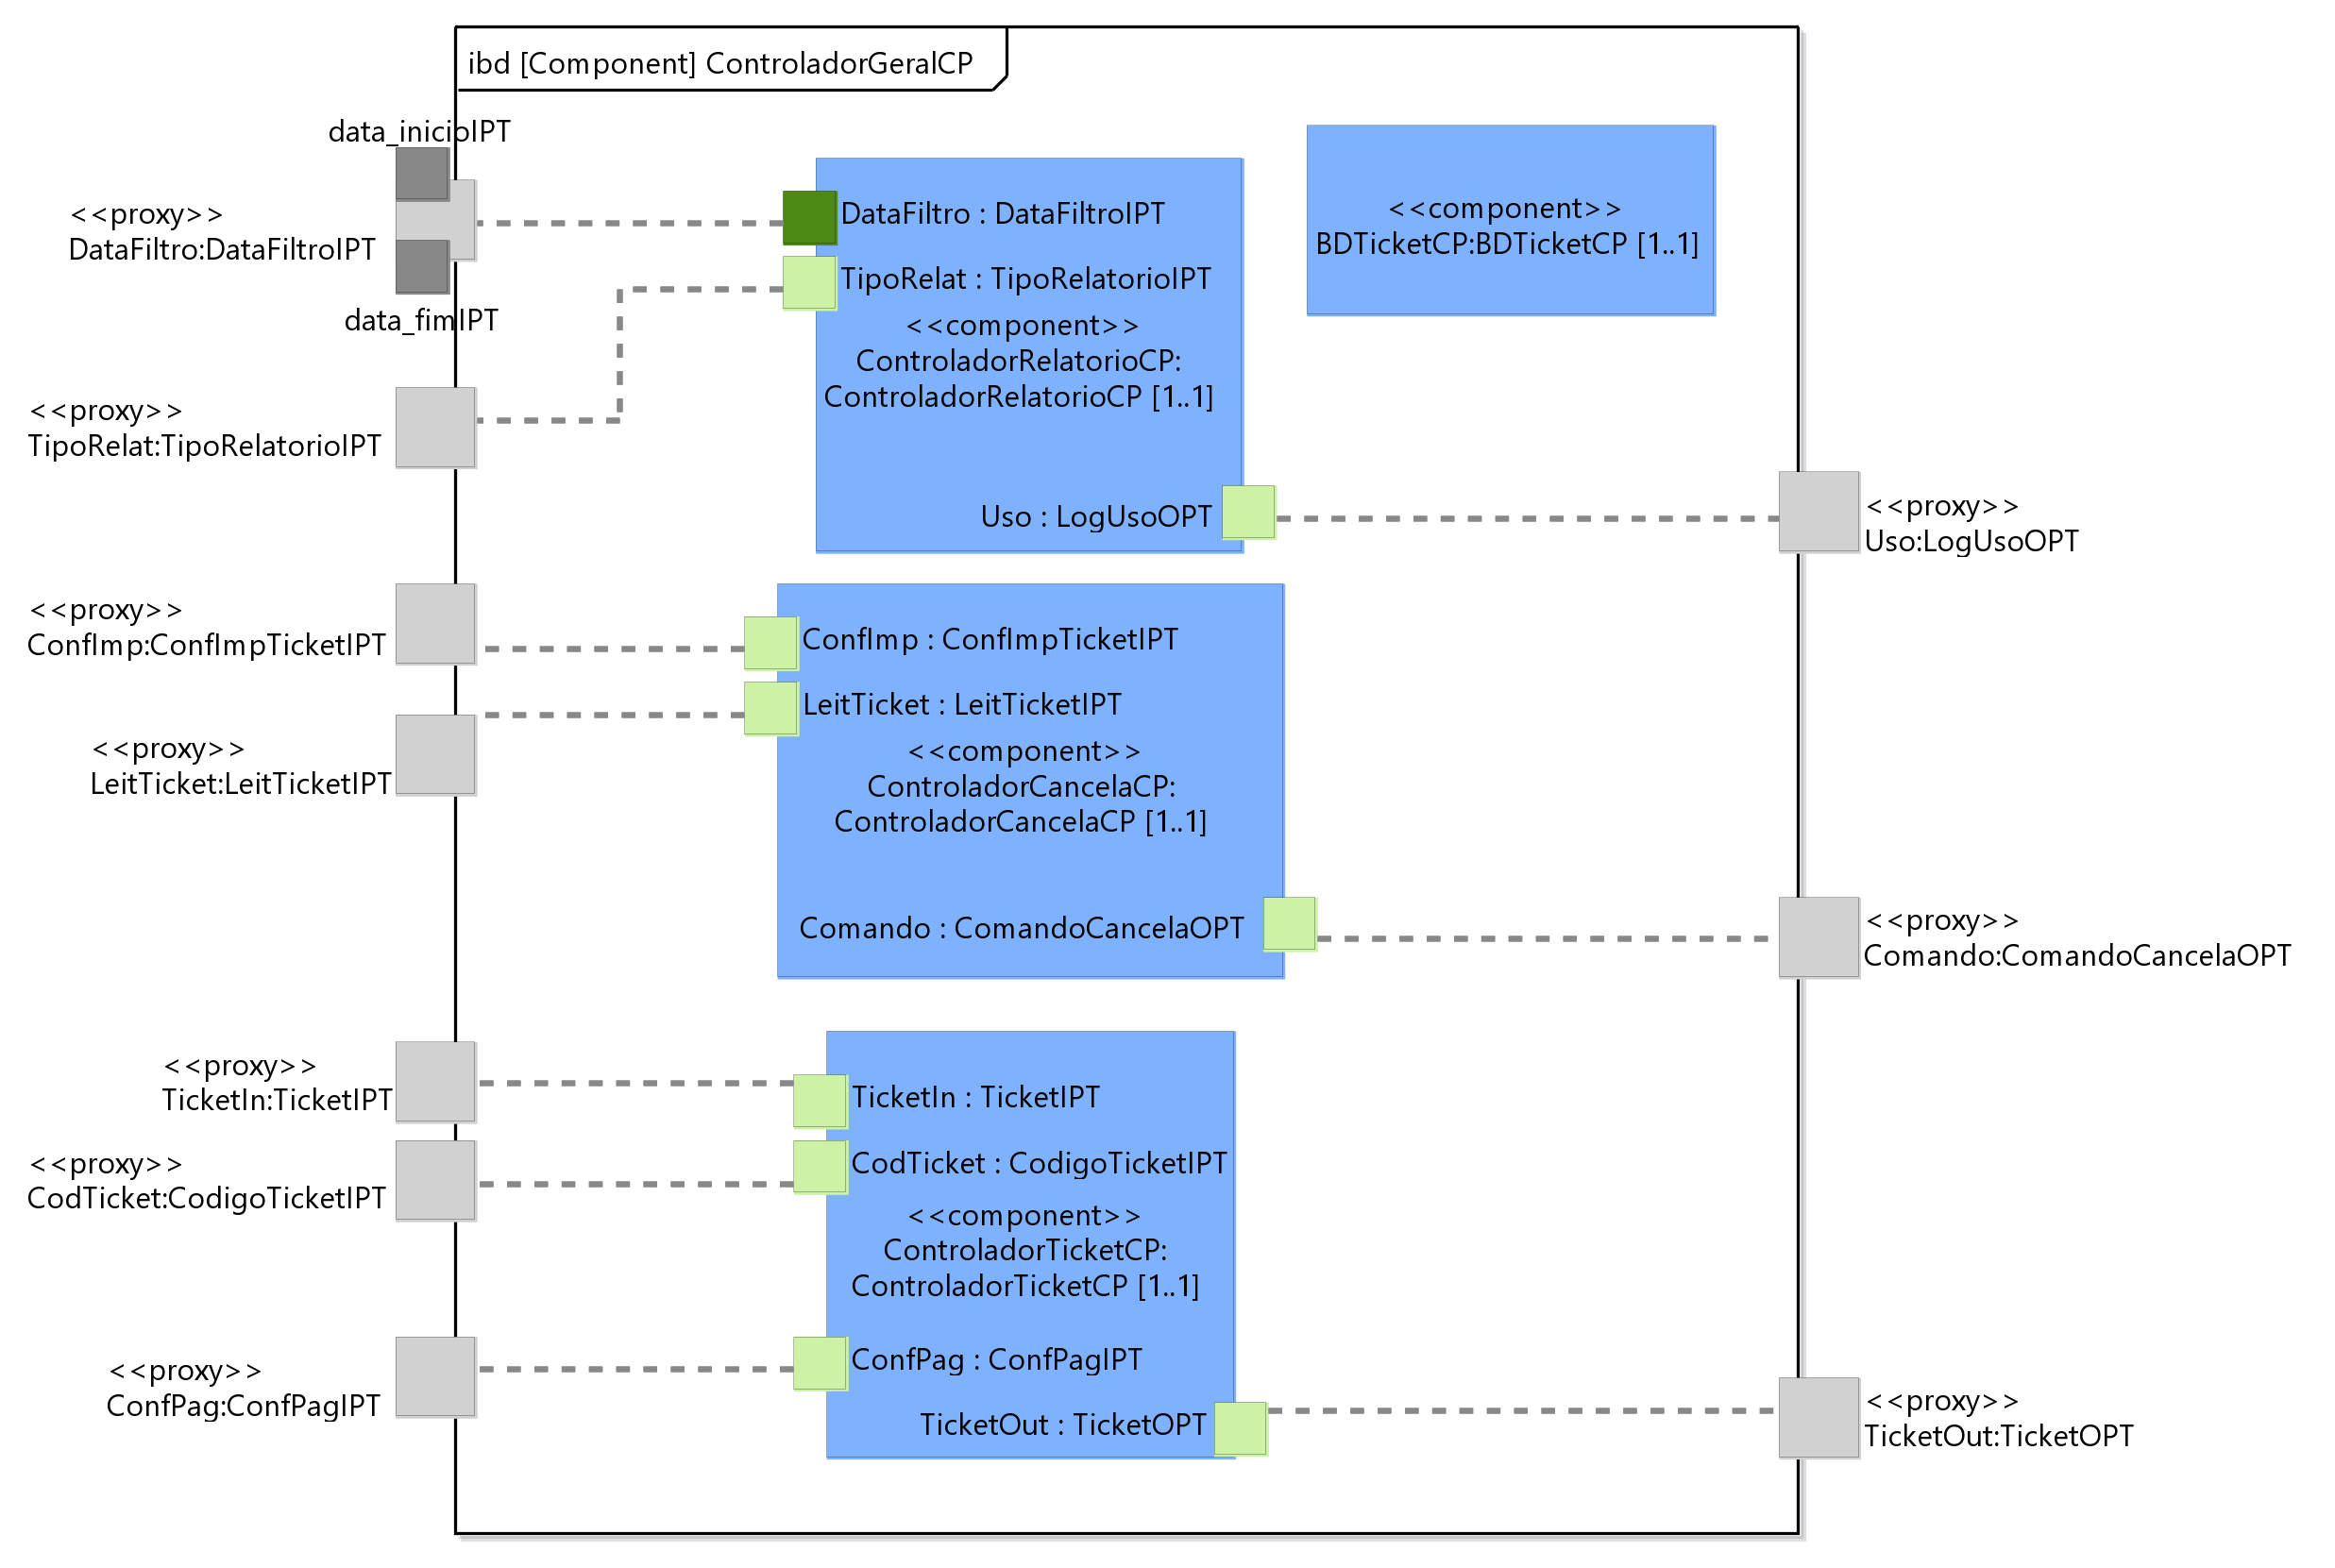 ibd [Component] ControladorGeralCP
data_inicioIPT
<<proxy>>
DataFiltro:DataFiltroIPT
data_fimIPT
DataFiltro : DataFiltroIPT
TipoRelat : TipoRelatorioIPT
<<component>>
ControladorRelatorioCP:
ControladorRelatorioCP [1..1]
Uso : LogUsoOPT
<<component>>
BDTicketCP:BDTicketCP [1..1]
<<proxy>>
TipoRelat:TipoRelatorioIPT
<<proxy>>
Uso:LogUsoOPT
<<proxy>>
ConfImp:ConfImpTicketIPT
<<proxy>>
LeitTicket:LeitTicketIPT
ConfImp : ConfImpTicketIPT
LeitTicket : LeitTicketIPT
<<component>>
ControladorCancelaCP:
ControladorCancelaCP [1..1]
Comando : ComandoCancelaOPT
<<proxy>>
Comando:ComandoCancelaOPT
<<proxy>>
TicketIn:TicketIPT
<<proxy>>
CodTicket:CodigoTicketIPT
<<proxy>>
ConfPag:ConfPagIPT
TicketIn : TicketIPT
CodTicket : CodigoTicketIPT
<<component>>
ControladorTicketCP:
ControladorTicketCP [1..1]
ConfPag : ConfPagIPT
TicketOut : TicketOPT
<<proxy>>
TicketOut:TicketOPT